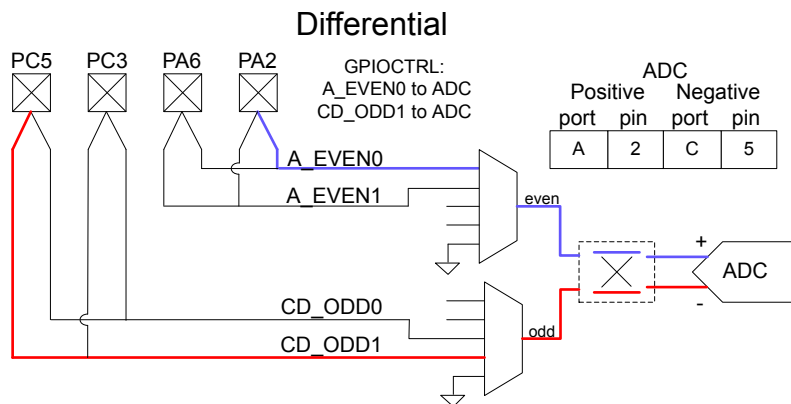 Differential
PC5 PC3 PA6 PA2
GPIOCTRL:
A_EVEN0 to ADC
CD_ODD1 to ADC
ADC
Positive Negative
port pin port pin
A 2 C 5
A_EVEN0
A_EVEN1
even
+
ADC
-
CD_ODD0
odd
CD_ODD1